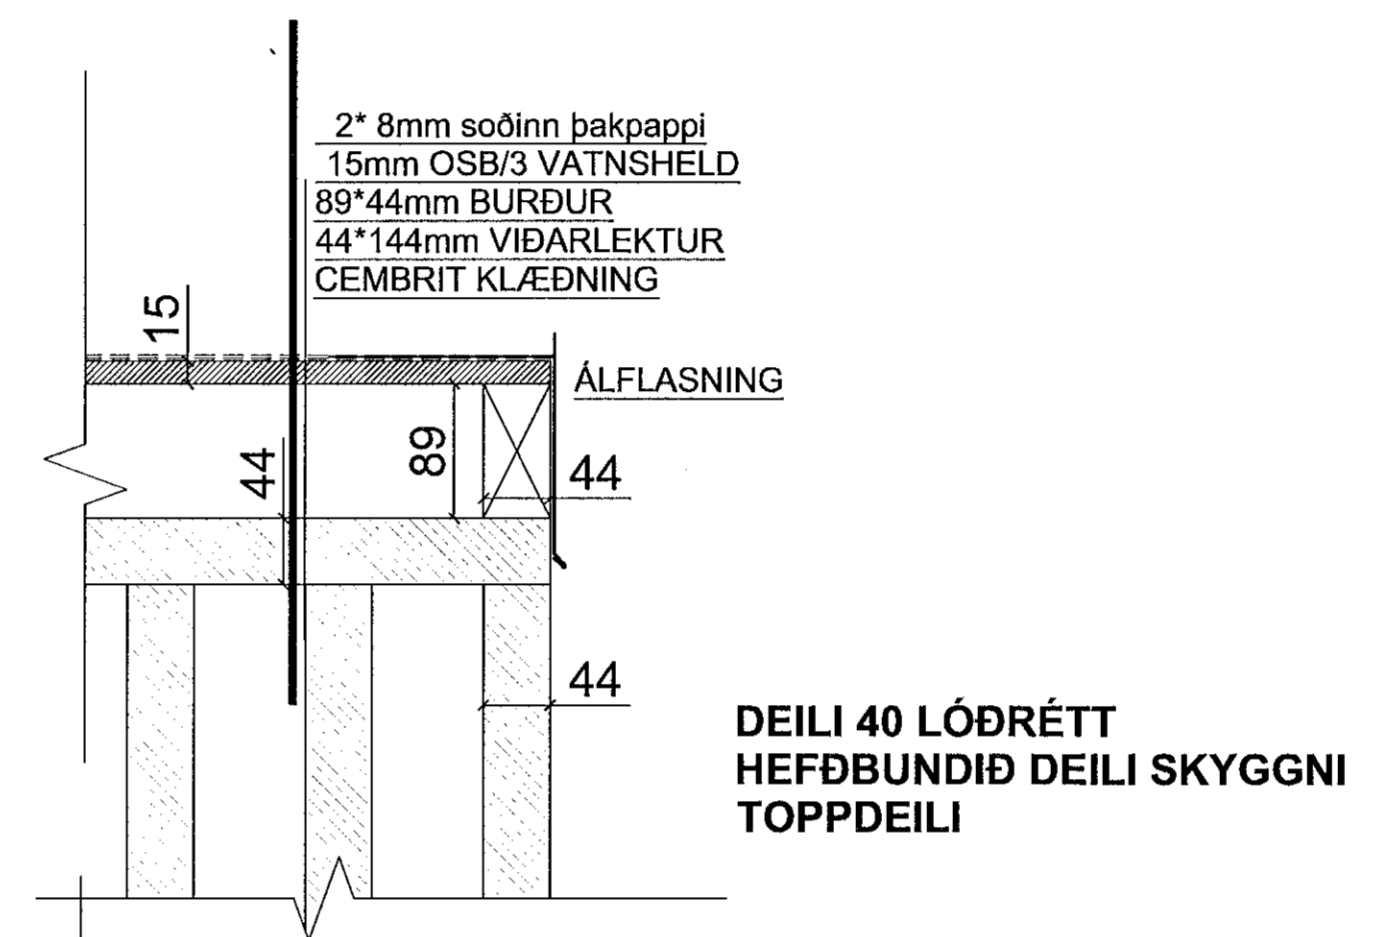 2* 8mm soðinn þakpappi
15mm OSB/3 VATNSHELD
89*44mm BURÐUR
44*144mm VIÐARLEKTUR
CEMBRIT KLÆÐNING
15
ÁLFLASNING
44
89
44
44
DEILI 40 LÓÐRÉTT
HEFÐBUNDIÐ DEILI SKYGGNI
TOPPDEILI